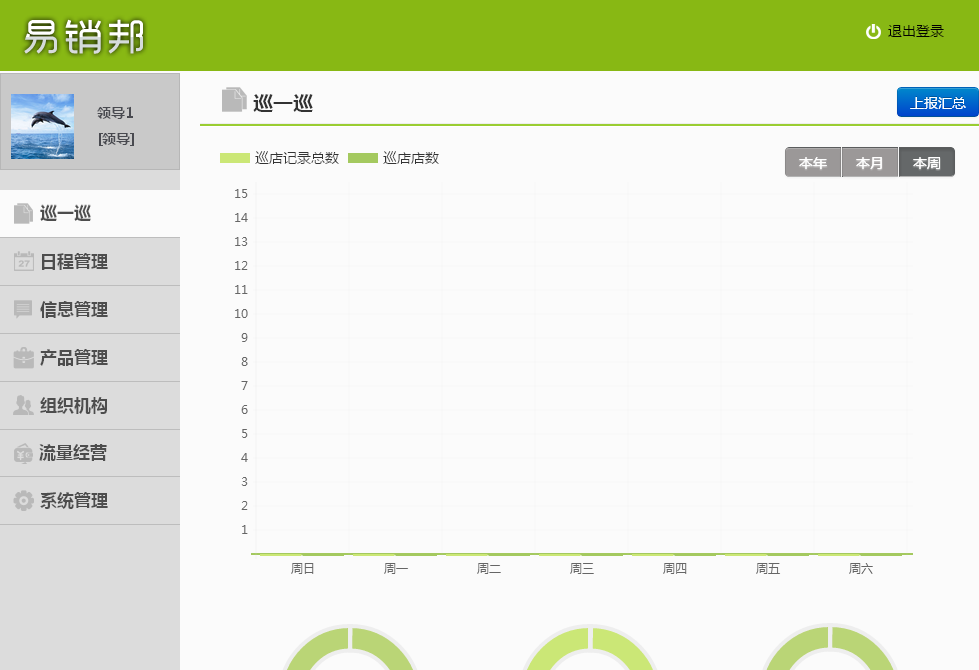 易销邦
退出登录
领导1
[领导]
巡一巡
日程管理
27
信息管理
产品管理
组织机构
流量经营
系统管理
巡一巡
上报汇总
巡店记录总数 巡店店数
本年 本月 本周
15
14
13
12
11
10
9
8
7
6
5
4
3
2
1
周日 周一 周二 周三 周四 周五 周六